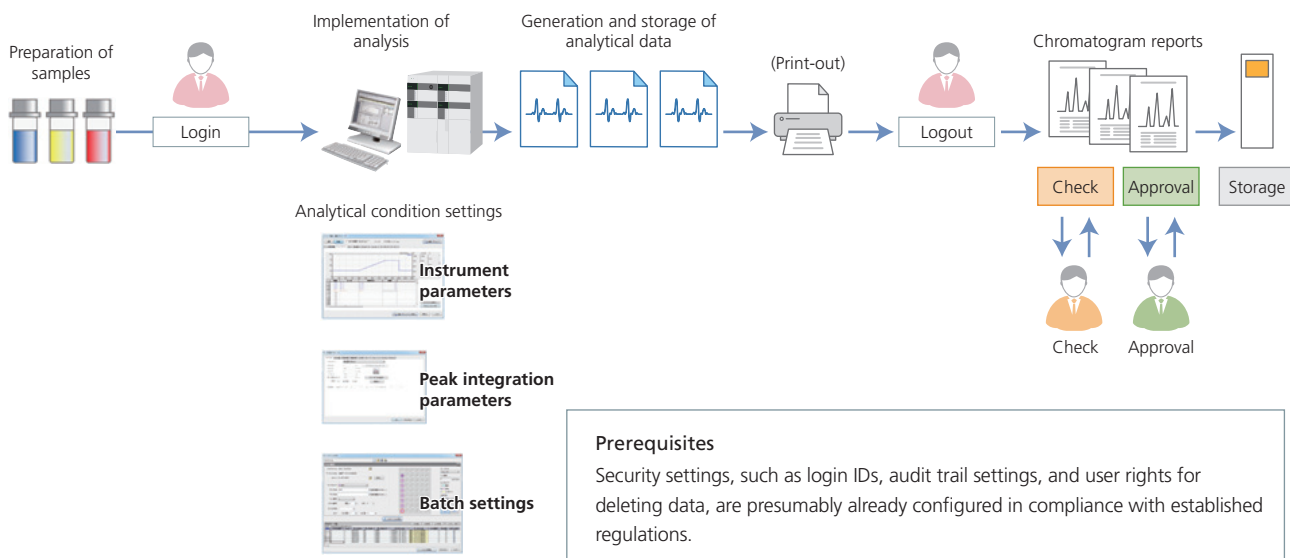 Preparation of
samples
Login
Implementation of
analysis
Generation and storage of
analytical data
(Print-out)
Logout
Chromatogram reports
Check
Approval
Storage
Check
Approval
Analytical condition settings
Instrument
parameters
Peak integration
parameters
Batch settings
Prerequisites
Security settings, such as login IDs, audit trail settings, and user rights for
deleting data, are presumably already configured in compliance with established
regulations.